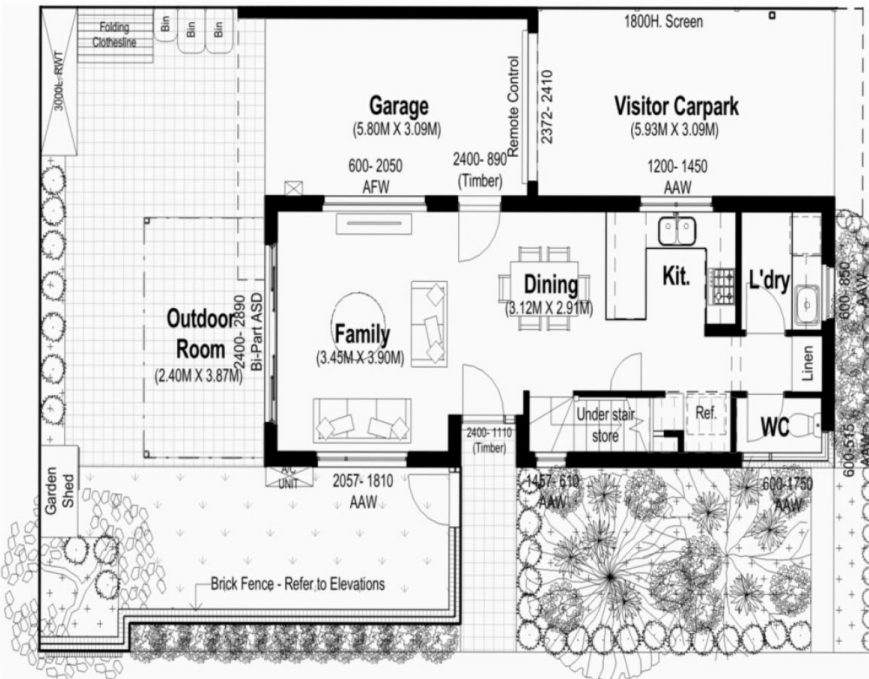 Folding
Clothesline
Bin
Bin
Bin
1800H. Screen
3000L. RWT
Garage
(5.80M X 3.09M)
Remote Control
2372- 2410
Visitor Carpark
(5.93M X 3.09M)
600- 2050
AFW
2400- 890
(Timber)
1200- 1450
AAW
Outdoor
Room
(2.40M X 3.87M)
2400- 2890
Bi-Part ASD
Family
(3.45M X 3.90M)
Dining
(3.12M X 2.91M)
Kit.
L'dry
600- 850
AAW
Linen
Under stair
store
Ref.
WC
600-515
AAW
2400- 1110
(Timber)
Garden
Shed
A/C
UNIT
2057- 1810
AAW
1457- 610
AAW
600-1750
AAW
Brick Fence - Refer to Elevations